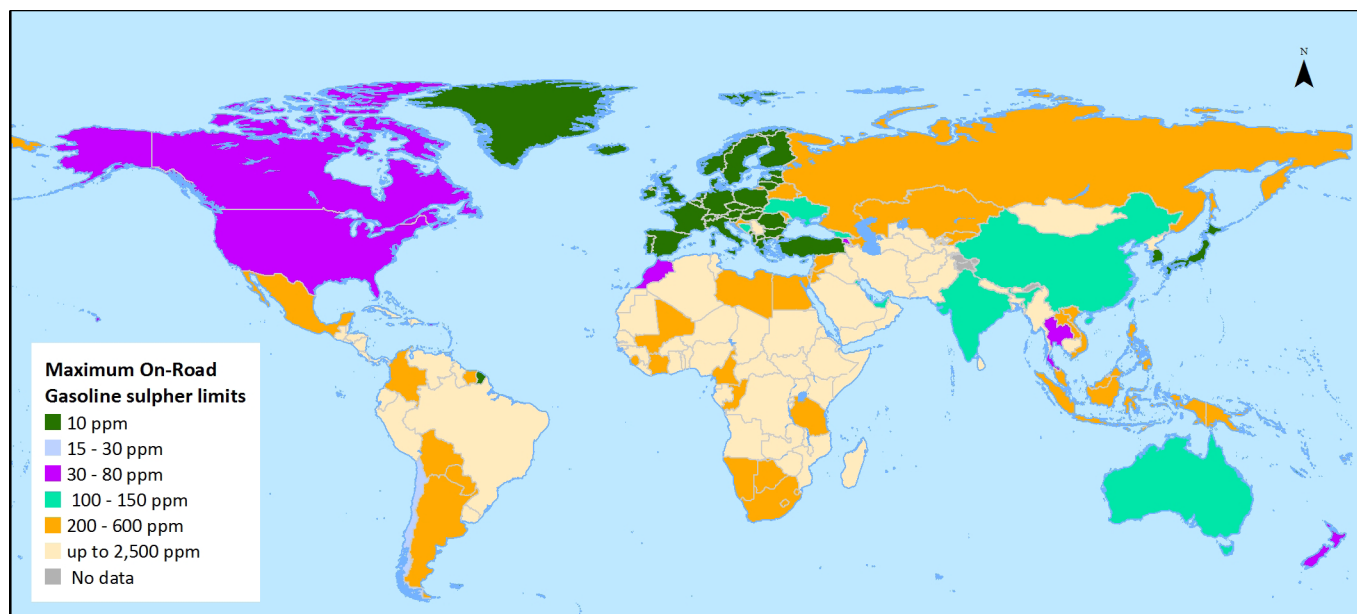 N
Maximum On-Road
Gasoline sulpher limits
10 ppm
15 - 30 ppm
30 - 80 ppm
100 - 150 ppm
200 - 600 ppm
up to 2,500 ppm
No data